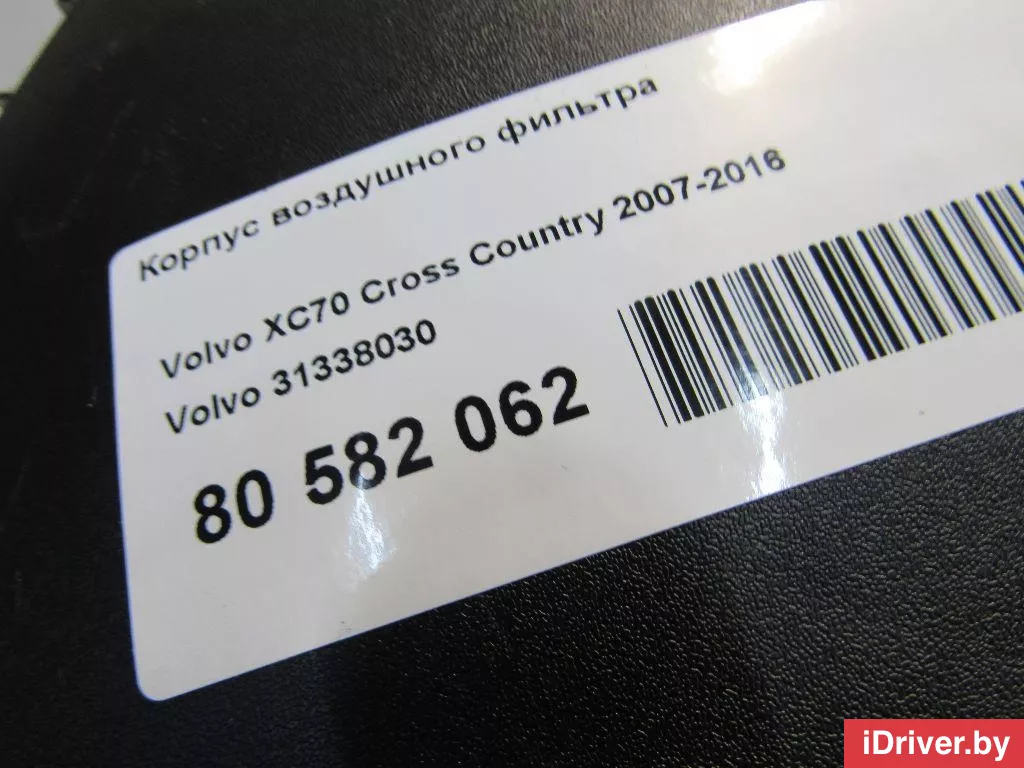 Корпус воздушного фильтра
Volvo XC70 Cross Country 2007-2016
Volvo 31338030
80 582 062
iDriver.by